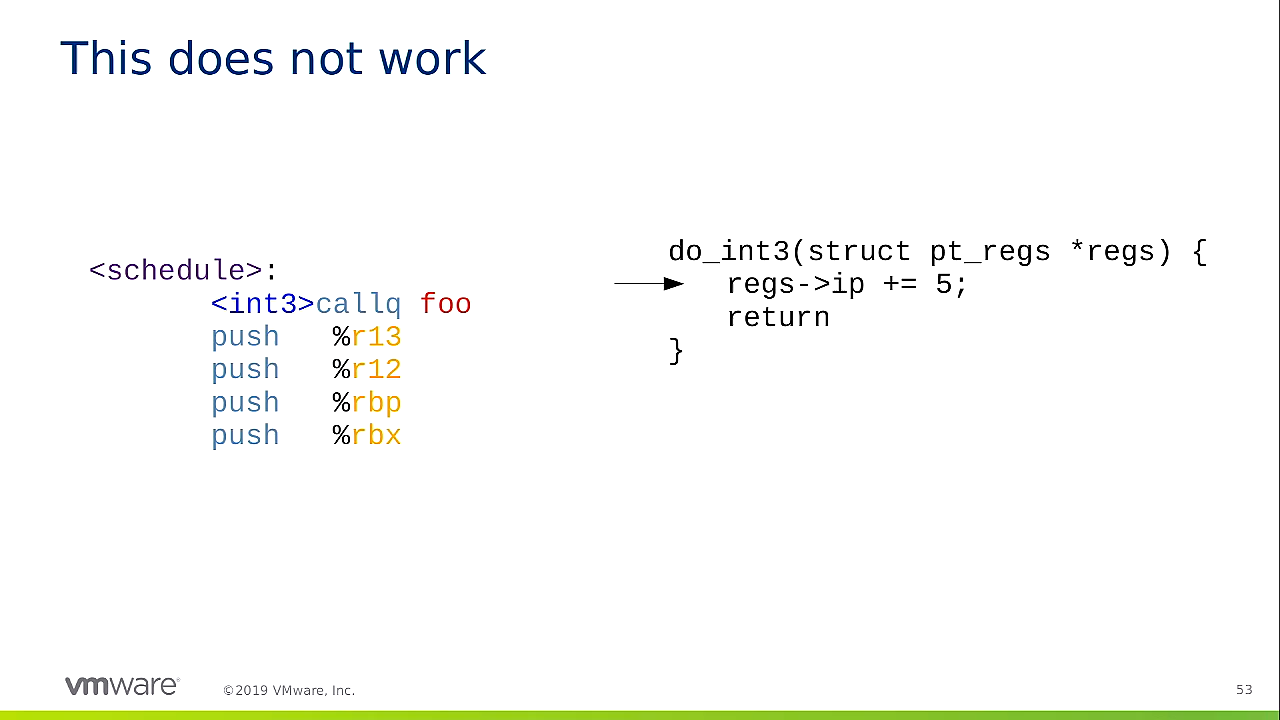 This does not work
<schedule>:
<int3>callq foo
push %r13
push %r12
push %rbp
push %rbx
do_int3(struct pt_regs *regs) {
regs->ip += 5;
return
}
vmware
©2019 VMware, Inc.
53